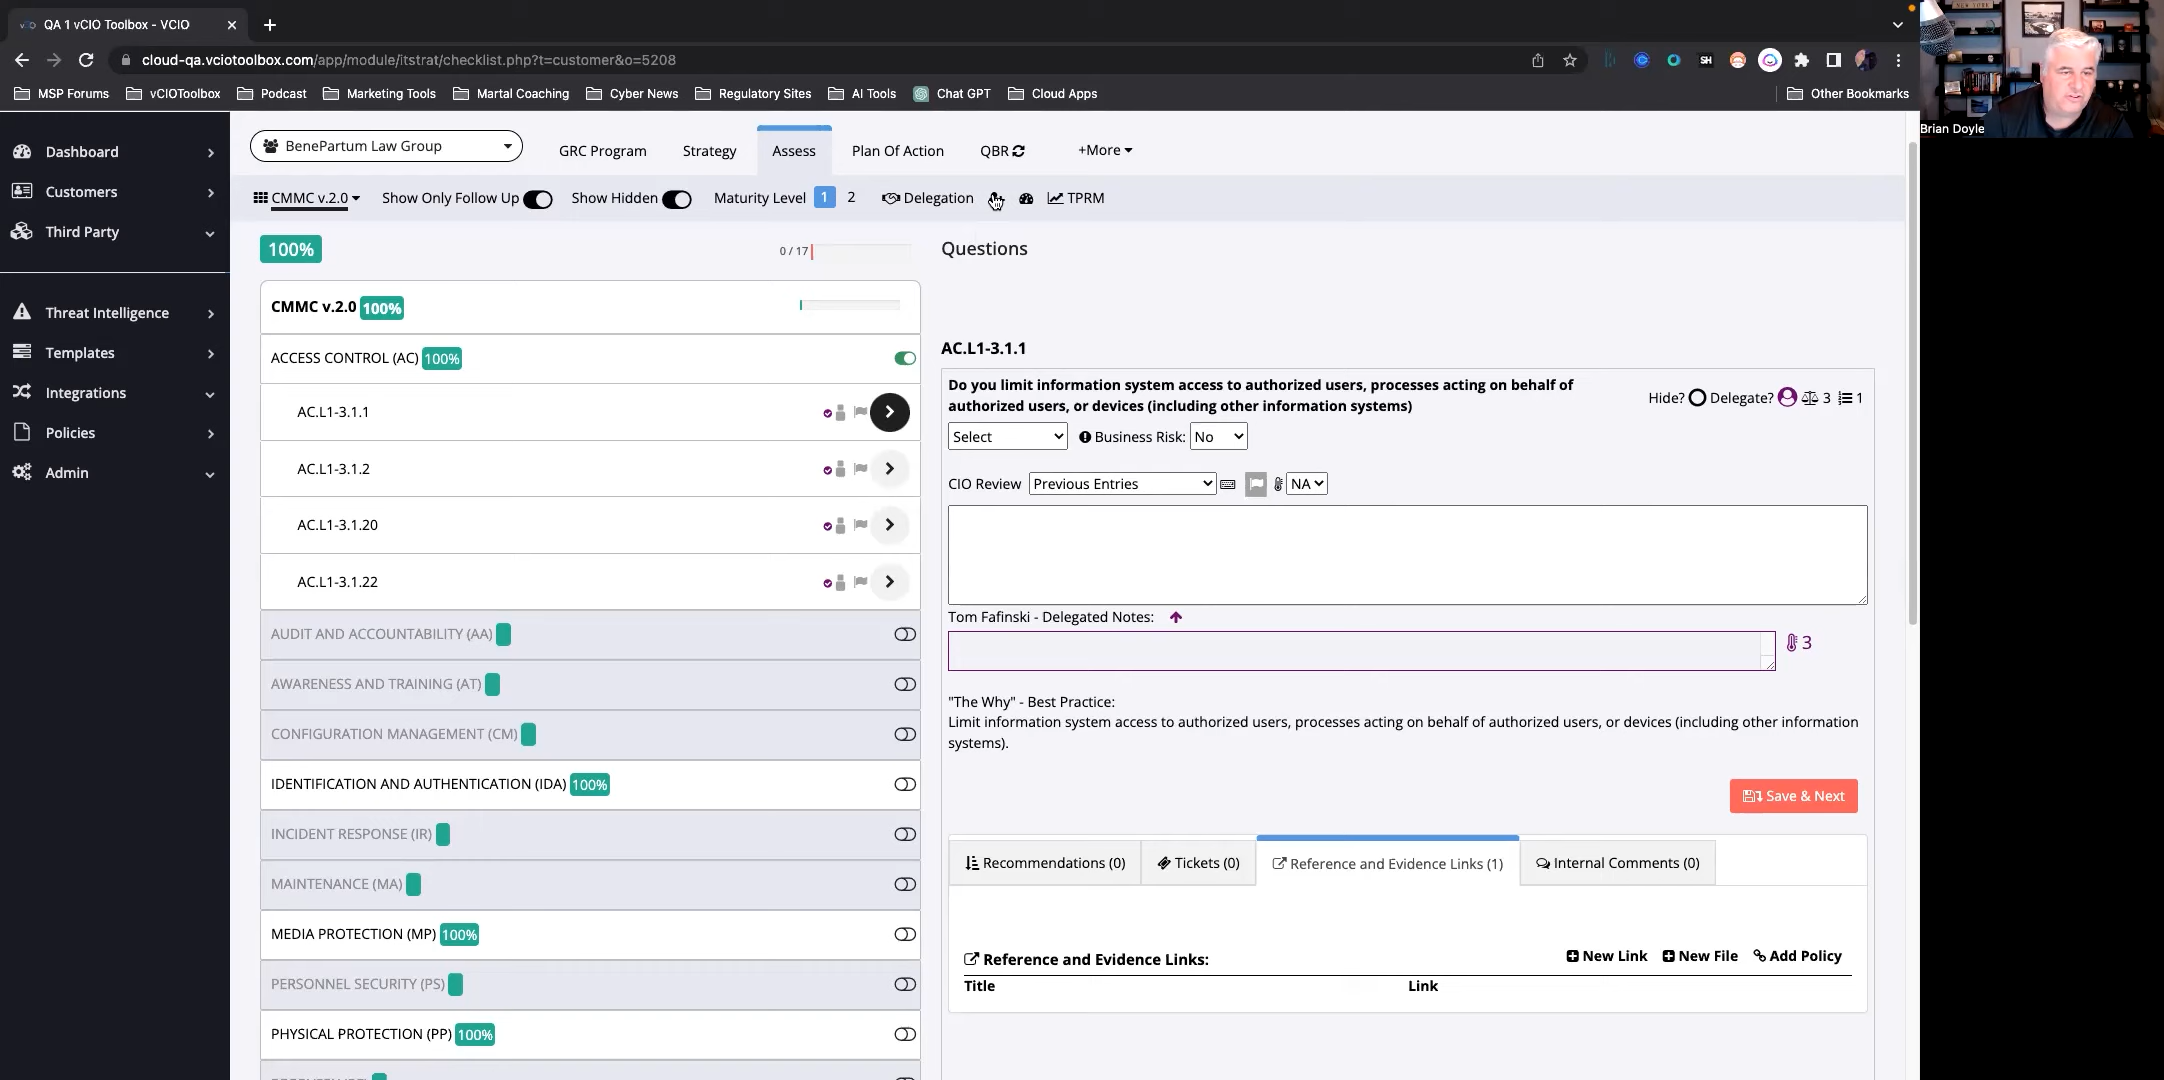 QA 1 vCIO Toolbox - VCIO
cloud-qa.vciotoolbox.com/app/module/itstrat/checklist.php?t=customer&o=5208
SH
MSP Forums vCIOToolbox Podcast Marketing Tools Martal Coaching Cyber News Regulatory Sites AI Tools Chat GPT Cloud Apps Other Bookmarks
NEW YORK
Brian Doyle
Dashboard
Customers
Third Party
Threat Intelligence
Templates
Integrations
Policies
Admin
BenePartum Law Group
GRC Program Strategy Assess Plan Of Action QBR +More
CMMC v.2.0 Show Only Follow Up Show Hidden Maturity Level 1 2 Delegation TPRM
100%
0 / 17
CMMC v.2.0 100%
ACCESS CONTROL (AC) 100%
AC.L1-3.1.1
AC.L1-3.1.2
AC.L1-3.1.20
AC.L1-3.1.22
AUDIT AND ACCOUNTABILITY (AA)
AWARENESS AND TRAINING (AT)
CONFIGURATION MANAGEMENT (CM)
IDENTIFICATION AND AUTHENTICATION (IDA) 100%
INCIDENT RESPONSE (IR)
MAINTENANCE (MA)
MEDIA PROTECTION (MP) 100%
PERSONNEL SECURITY (PS)
PHYSICAL PROTECTION (PP) 100%
Questions
AC.L1-3.1.1
Do you limit information system access to authorized users, processes acting on behalf of
authorized users, or devices (including other information systems)
Hide? Delegate? 3 1
Select Business Risk: No
CIO Review Previous Entries NA
Tom Fafinski - Delegated Notes:
3
"The Why" - Best Practice:
Limit information system access to authorized users, processes acting on behalf of authorized users, or devices (including other information
systems).
Save & Next
Recommendations (0) Tickets (0) Reference and Evidence Links (1) Internal Comments (0)
Reference and Evidence Links: New Link New File Add Policy
Title Link